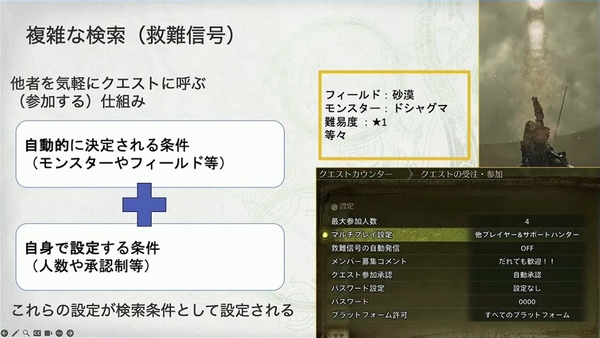 複雑な検索（救難信号）
他者を気軽にクエストに呼ぶ
（参加する）仕組み
自動的に決定される条件
（モンスターやフィールド等）
自身で設定する条件
（人数や承認制等）
これらの設定が検索条件として設定される
フィールド：砂漠
モンスター：ドシャグマ
難易度 ：★1
等々
クエストカウンター 〉 クエストの受注・参加
設定
最大参加人数 4
マルチプレイ設定 他プレイヤー&サポートハンター
救難信号の自動発信 OFF
メンバー募集コメント だれでも歓迎！！
クエスト参加承認 自動承認
パスワード設定 設定なし
パスワード 0000
プラットフォーム許可 すべてのプラットフォーム